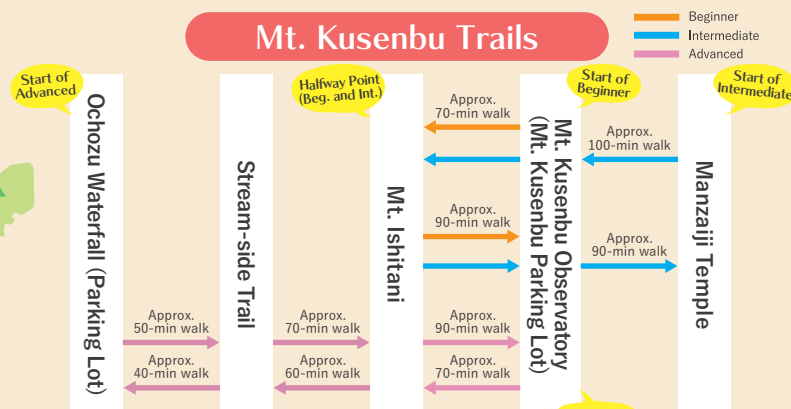 Mt. Kusenbu Trails
Beginner
Intermediate
Advanced
Start of
Advanced
Halfway Point
(Beg. and Int.)
Start of
Beginner
Start of
Intermediate
Ochozu Waterfall (Parking Lot)
Stream-side Trail
Mt. Ishitani
Mt. Kusenbu Observatory
(Mt. Kusenbu Parking Lot)
Manzaiji Temple
Approx.
70-min walk
Approx.
100-min walk
Approx.
90-min walk
Approx.
90-min walk
Approx.
50-min walk
Approx.
70-min walk
Approx.
90-min walk
Approx.
40-min walk
Approx.
60-min walk
Approx.
70-min walk